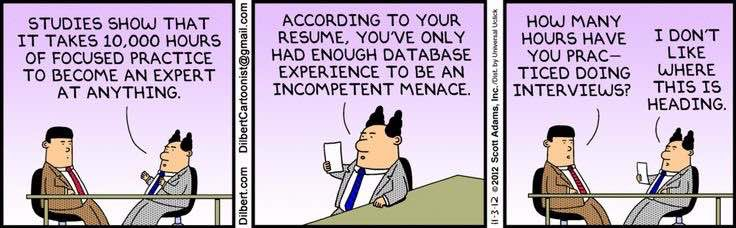 STUDIES SHOW THAT
IT TAKES 10,000 HOURS
OF FOCUSED PRACTICE
TO BECOME AN EXPERT
AT ANYTHING.
Dilbert.com DilbertCartoonist@gmail.com
ACCORDING TO YOUR
RESUME, YOU'VE ONLY
HAD ENOUGH DATABASE
EXPERIENCE TO BE AN
INCOMPETENT MENACE.
11-3-12 ©2012 Scott Adams, Inc. /Dist. by Universal Uclick
HOW MANY
HOURS HAVE
YOU PRAC-
TICED DOING
INTERVIEWS?
I DON'T
LIKE
WHERE
THIS IS
HEADING.